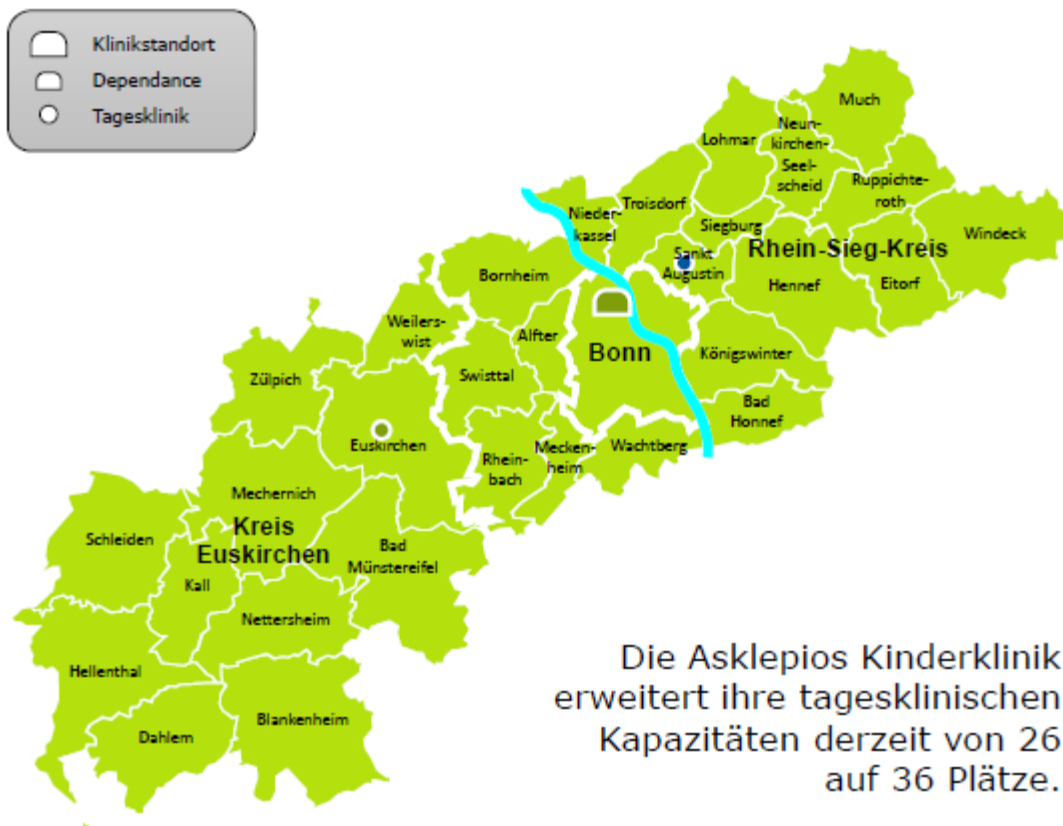 Klinikstandort
Dependance
Tagesklinik
Much
Neun-
kirchen-
Seel-
scheid
Lohmar
Ruppichte-
roth
Troisdorf
Nieder-
kassel
Siegburg
Windeck
Sankt
Augustin
Rhein-Sieg-Kreis
Hennef
Eitorf
Bornheim
Weilers-
wist
Alfter
Bonn
Königswinter
Zülpich
Swisttal
Bad
Honnef
Euskirchen
Rhein-
bach
Mecken-
heim
Wachtberg
Mechernich
Kreis
Euskirchen
Schleiden
Bad
Münstereifel
Kall
Nettersheim
Hellenthal
Blankenheim
Dahlem
Die Asklepios Kinderklinik
erweitert ihre tagesklinischen
Kapazitäten derzeit von 26
auf 36 Plätze.